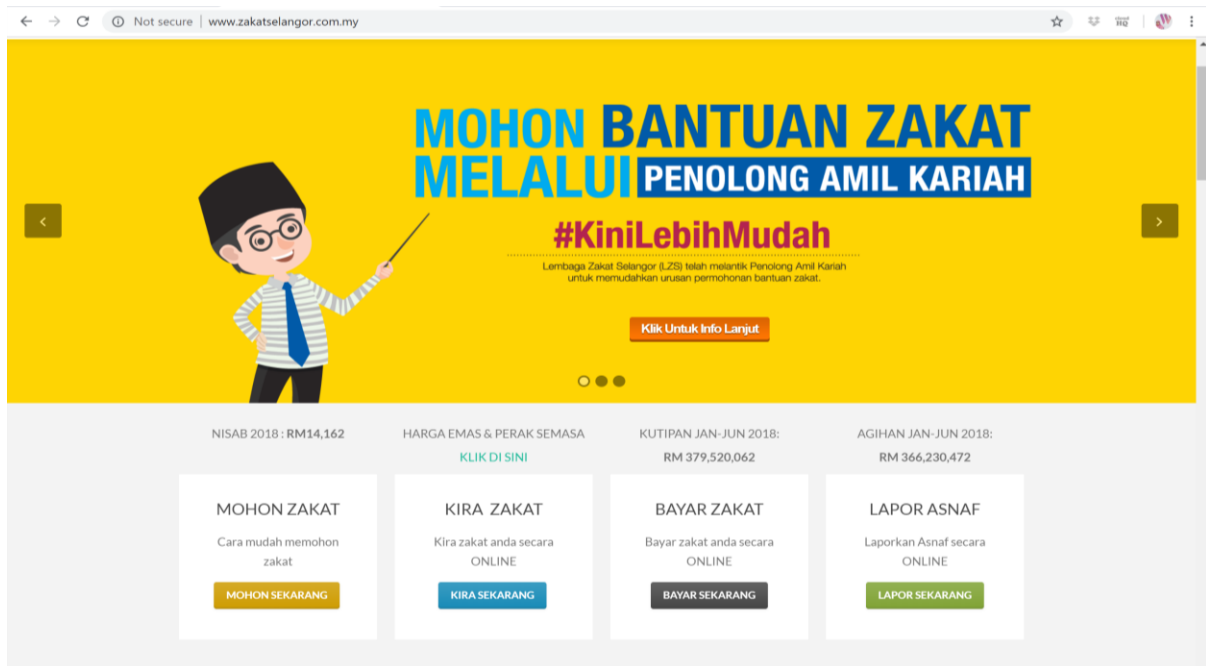 Not secure | www.zakatselangor.com.my
MOHON BANTUAN ZAKAT
MELALUI PENOLONG AMIL KARIAH
#KiniLebihMudah
Lembaga Zakat Selangor (LZS) telah melantik Penolong Amil Kariah
untuk memudahkan urusan permohonan bantuan zakat.
Klik Untuk Info Lanjut
NISAB 2018 : RM14,162
HARGA EMAS & PERAK SEMASA
KLIK DI SINI
KUTIPAN JAN-JUN 2018:
RM 379,520,062
AGIHAN JAN-JUN 2018:
RM 366,230,472
MOHON ZAKAT
Cara mudah memohon
zakat
MOHON SEKARANG
KIRA ZAKAT
Kira zakat anda secara
ONLINE
KIRA SEKARANG
BAYAR ZAKAT
Bayar zakat anda secara
ONLINE
BAYAR SEKARANG
LAPOR ASNAF
Laporkan Asnaf secara
ONLINE
LAPOR SEKARANG